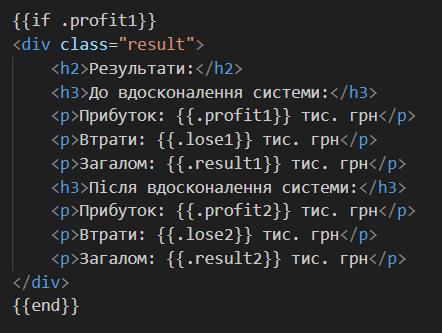 {{if .profit1}}
<div class="result">
<h2>Результати:</h2>
<h3>До вдосконалення системи:</h3>
<p>Прибуток: {{.profit1}} тис. грн</p>
<p>Втрати: {{.lose1}} тис. грн</p>
<p>Загалом: {{.result1}} тис. грн</p>
<h3>Після вдосконалення системи:</h3>
<p>Прибуток: {{.profit2}} тис. грн</p>
<p>Втрати: {{.lose2}} тис. грн</p>
<p>Загалом: {{.result2}} тис. грн</p>
</div>
{{end}}